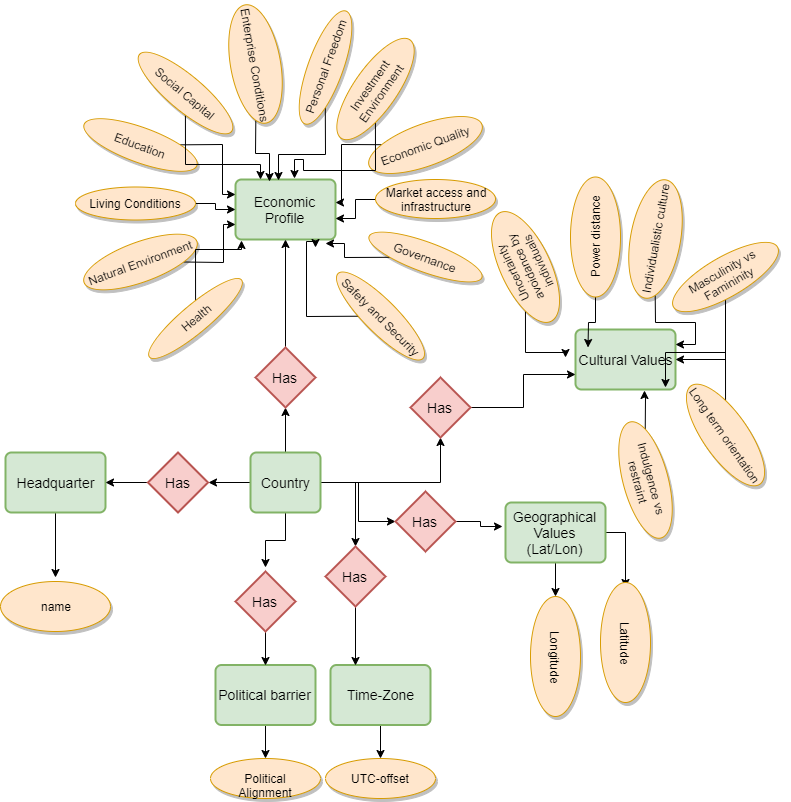 Enterprise Conditions
Personal Freedom
Investment
Environment
Social Capital
Education
Economic Quality
Living Conditions
Economic
Profile
Market access and
infrastructure
Natural Environment
Governance
Health
Safety and Security
Uncertainty
avoidance by
individuals
Power distance
Individualistic culture
Masculinity vs
Famininity
Cultural Values
Long term orientation
Indulgence vs
restraint
Has
Has
Headquarter
Has
Country
Has
Geographical
Values
(Lat/Lon)
name
Has
Has
Longitude
Latitude
Political barrier
Time-Zone
Political
Alignment
UTC-offset